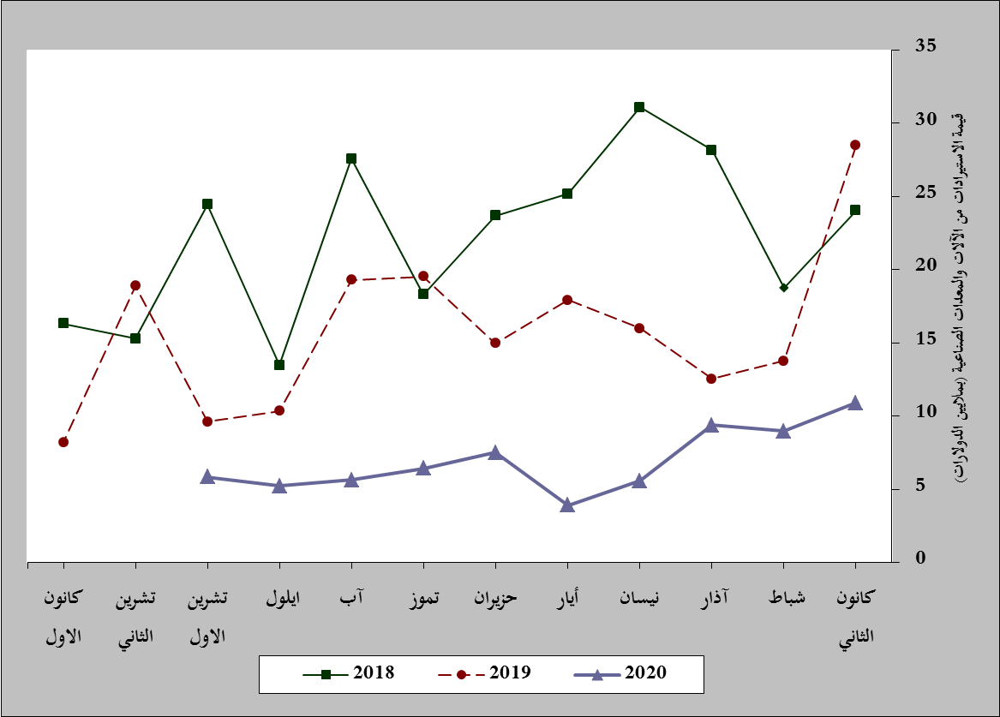 35
30
25
20
15
10
5
0
قيمة الاستيرادات من الآلات والمعدات الصناعية (بملايين الدولارات)
كانون الثاني
شباط
آذار
نيسان
أيار
حزيران
تموز
آب
ايلول
تشرين الاول
تشرين الثاني
كانون الاول
2018
2019
2020